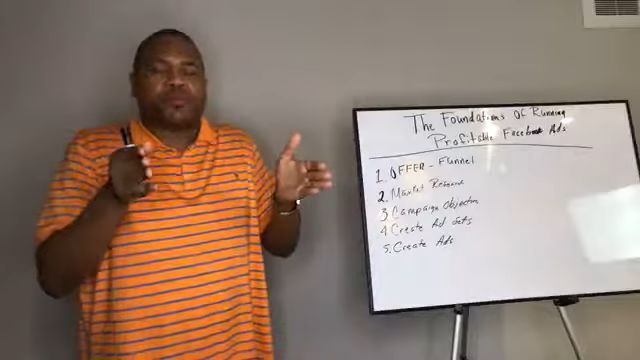 The Foundations Of Running
Profitable Facebook Ads
1. OFFER - Funnel
2. Market Research
3 Campaign Objective
4 Create Ad Sets
5. Create Ads